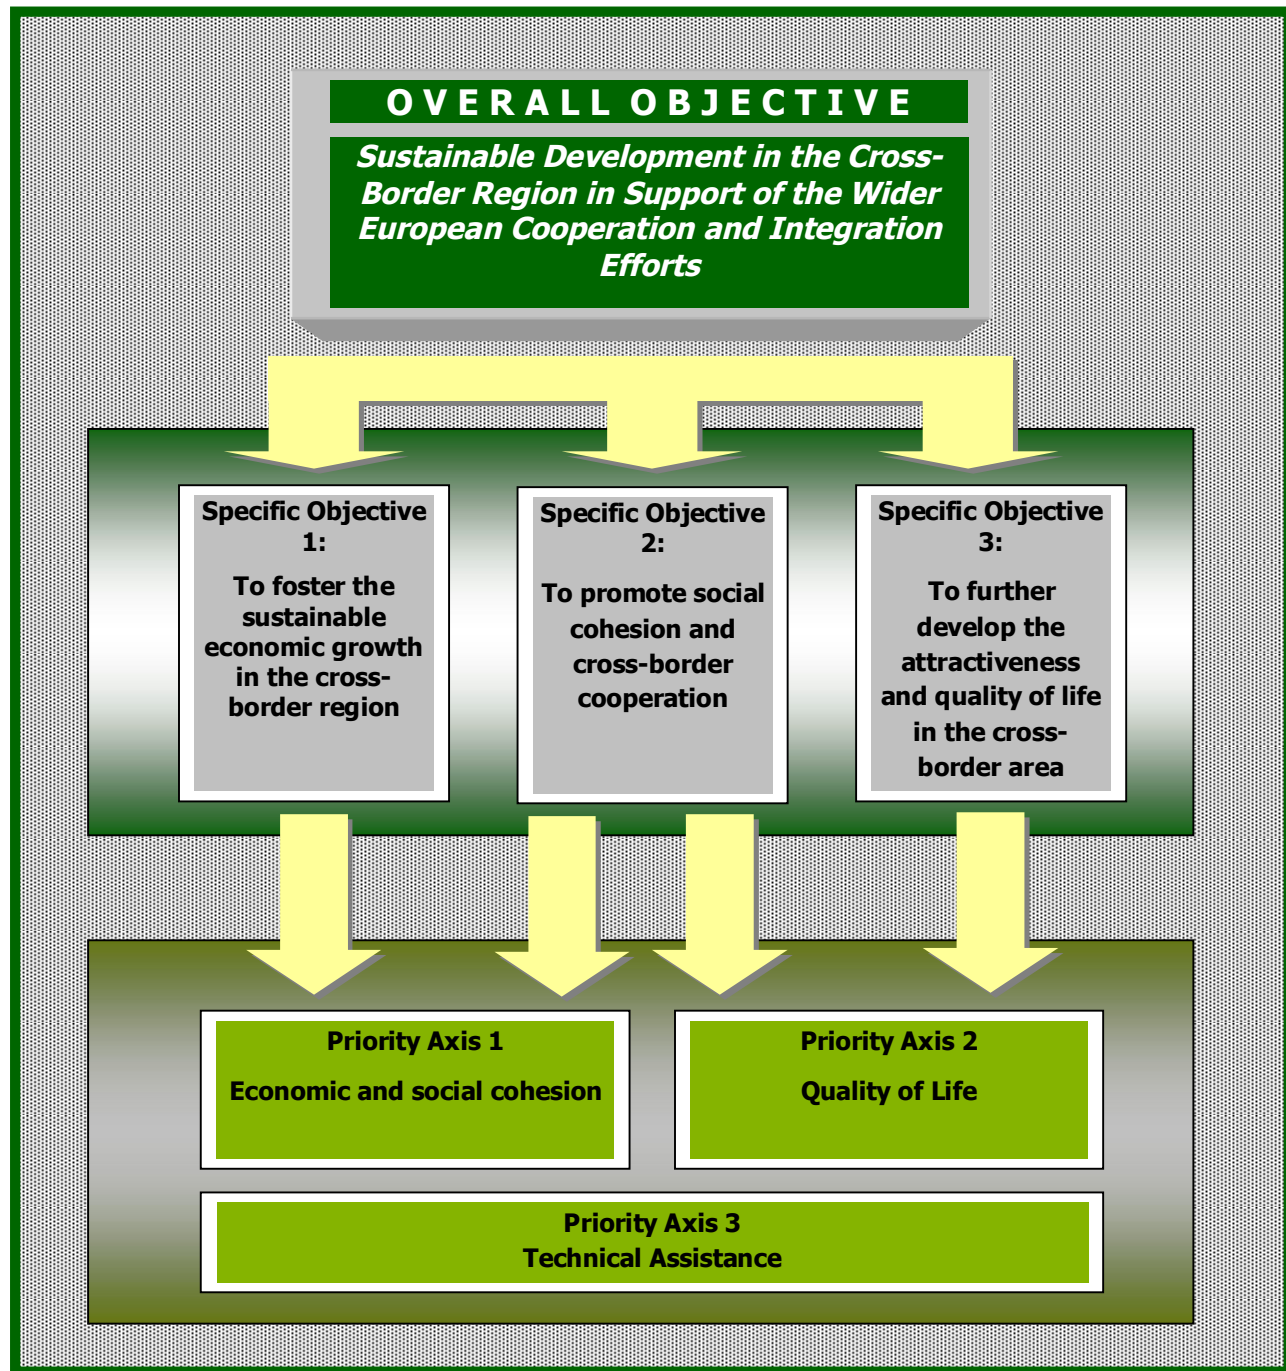 OVERALL OBJECTIVE
Sustainable Development in the Cross-
Border Region in Support of the Wider
European Cooperation and Integration
Efforts
Specific Objective
1:
To foster the
sustainable
economic growth
in the cross-
border region
Specific Objective
2:
To promote social
cohesion and
cross-border
cooperation
Specific Objective
3:
To further
develop the
attractiveness
and quality of life
in the cross-
border area
Priority Axis 1
Economic and social cohesion
Priority Axis 2
Quality of Life
Priority Axis 3
Technical Assistance